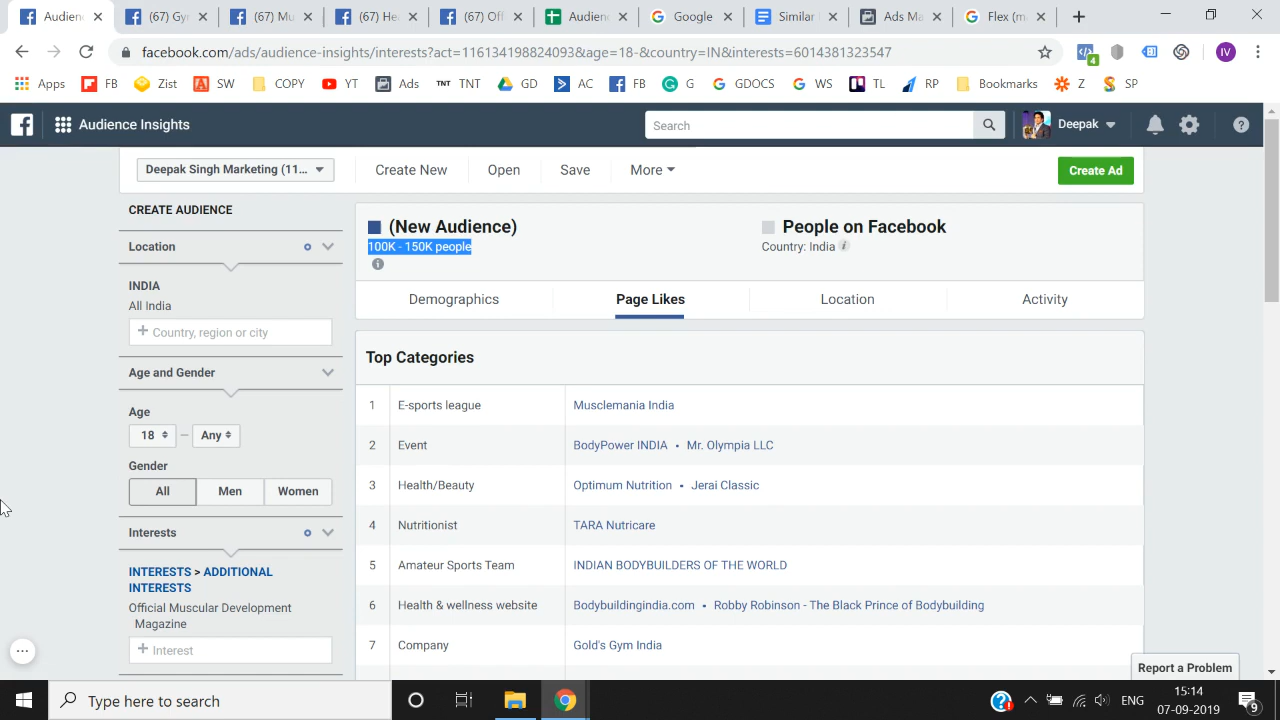 Audien
(67) Gy
(67) Mu
(67) He
(67) Off
Audien
Google
Similar
Ads Ma
Flex (m
facebook.com/ads/audience-insights/interests?act=116134198824093&age=18-&country=IN&interests=6014381323547
4
IV
Apps
FB
Zist
SW
COPY
YT
Ads
TNT TNT
GD
AC
FB
G
GDOCS
WS
TL
RP
Bookmarks
Z
SP
Audience Insights
Search
Deepak
Deepak Singh Marketing (11...
Create New
Open
Save
More
Create Ad
CREATE AUDIENCE
Location
INDIA
All India
+ Country, region or city
Age and Gender
Age
18 – Any
Gender
All
Men
Women
Interests
INTERESTS > ADDITIONAL
INTERESTS
Official Muscular Development
Magazine
+ Interest
(New Audience)
100K - 150K people
People on Facebook
Country: India
Demographics
Page Likes
Location
Activity
Top Categories
1 E-sports league Musclemania India
2 Event BodyPower INDIA • Mr. Olympia LLC
3 Health/Beauty Optimum Nutrition • Jerai Classic
4 Nutritionist TARA Nutricare
5 Amateur Sports Team INDIAN BODYBUILDERS OF THE WORLD
6 Health & wellness website Bodybuildingindia.com • Robby Robinson - The Black Prince of Bodybuilding
7 Company Gold's Gym India
Report a Problem
Type here to search
ENG
15:14
07-09-2019
9